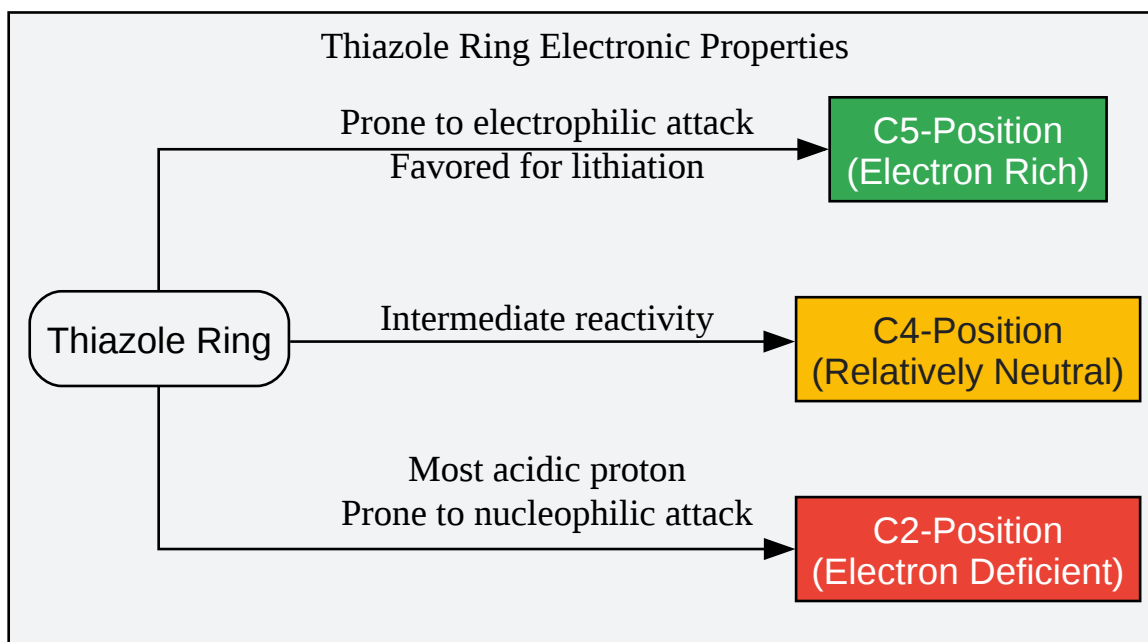 Thiazole Ring Electronic Properties
Prone to electrophilic attack
Favored for lithiation
C5-Position
(Electron Rich)
Thiazole Ring
Intermediate reactivity
C4-Position
(Relatively Neutral)
Most acidic proton
Prone to nucleophilic attack
C2-Position
(Electron Deficient)